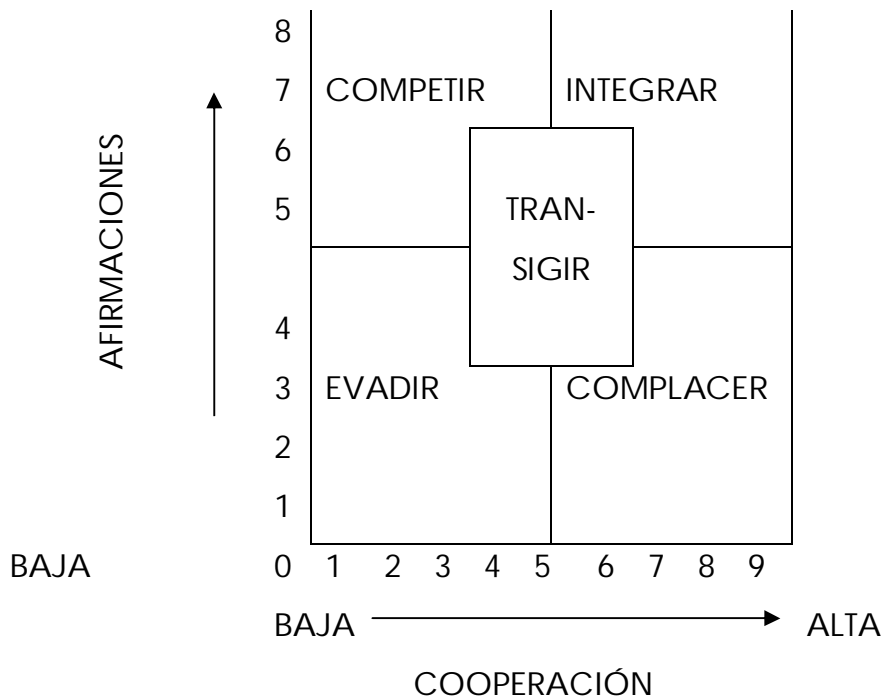 8
7 COMPETIR INTEGRAR
6
5 TRAN-
SIGIR
4
3 EVADIR COMPLACER
2
1
AFIRMACIONES
BAJA 0 1 2 3 4 5 6 7 8 9
BAJA ALTA
COOPERACIÓN